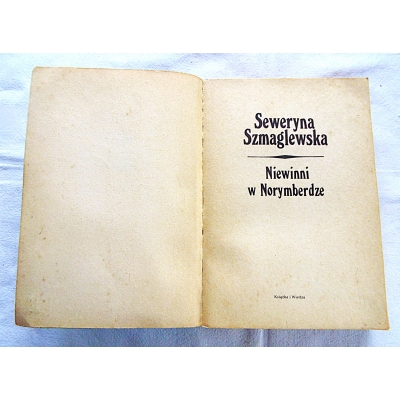 Seweryna
Szmaglewska
Niewinni
w Norymberdze
Książka i Wiedza